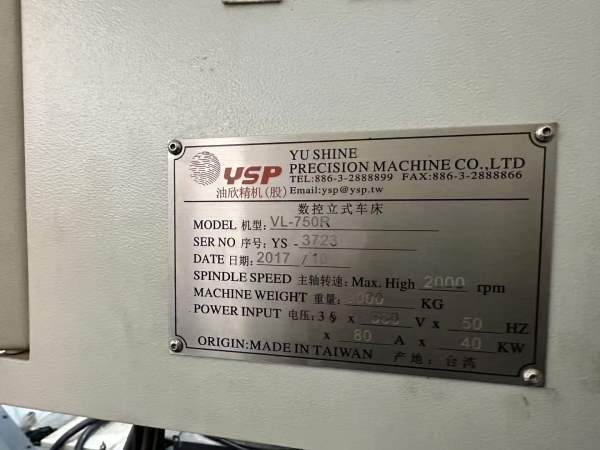 YSP YU SHINE
PRECISION MACHINE CO.,LTD
TEL:886-3-2888899 FAX:886-3-2888866
油欣精机(股) Email:ysp@ysp.tw
数控立式车床
MODEL 机型: VL-750R
SER NO 序号: YS - 3723
DATE 日期: 2017 / 10
SPINDLE SPEED 主轴转速: Max. High 2000 rpm
MACHINE WEIGHT 重量: KG
POWER INPUT 电压: 3 § x 380 V x 50 HZ
x 80 A x 40 KW
ORIGIN:MADE IN TAIWAN 产地: 台湾